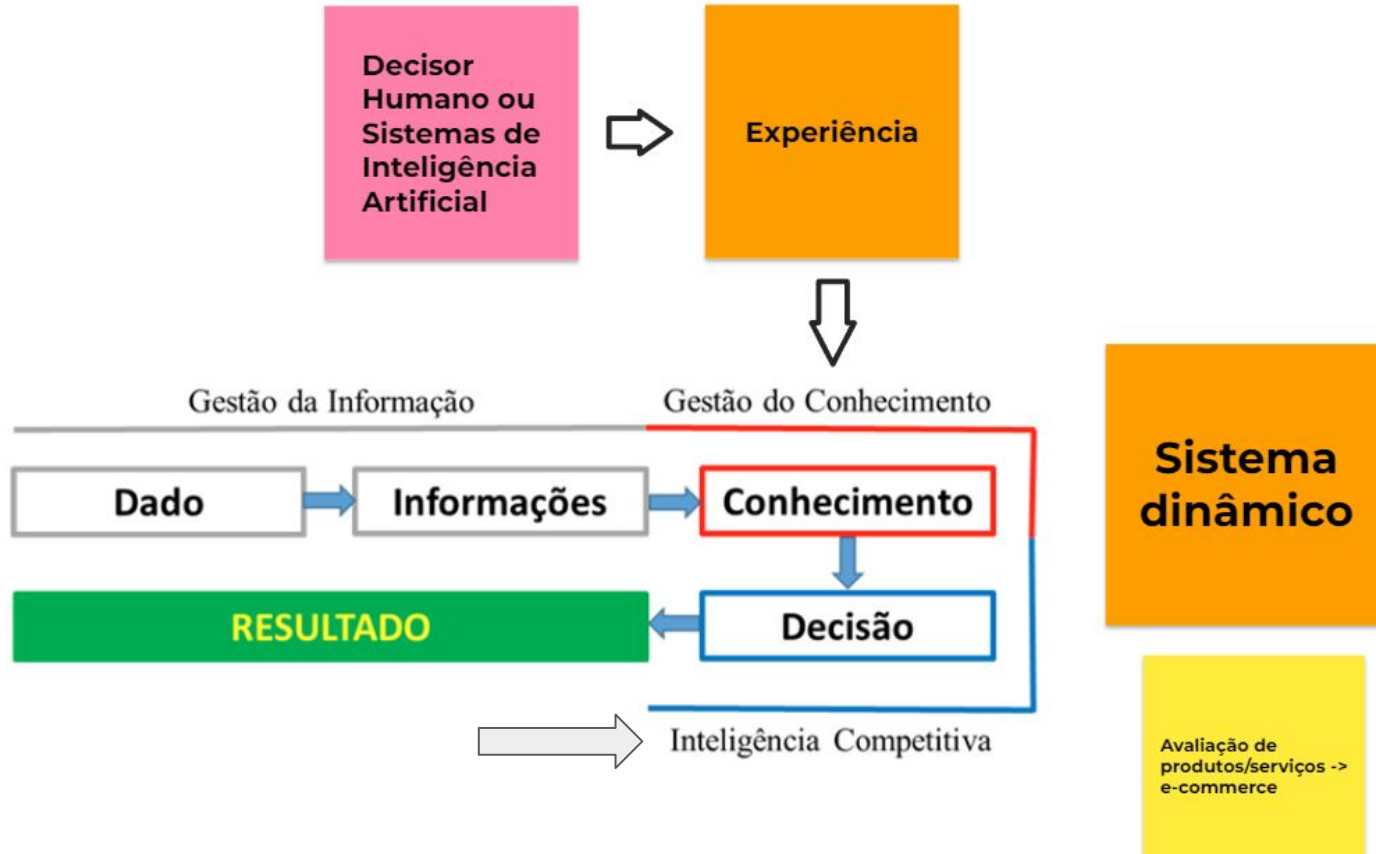 Decisor
Humano ou
Sistemas de
Inteligência
Artificial
Experiência
Gestão da Informação
Gestão do Conhecimento
Dado
Informações
Conhecimento
RESULTADO
Decisão
Inteligência Competitiva
Sistema
dinâmico
Avaliação de
produtos/serviços ->
e-commerce